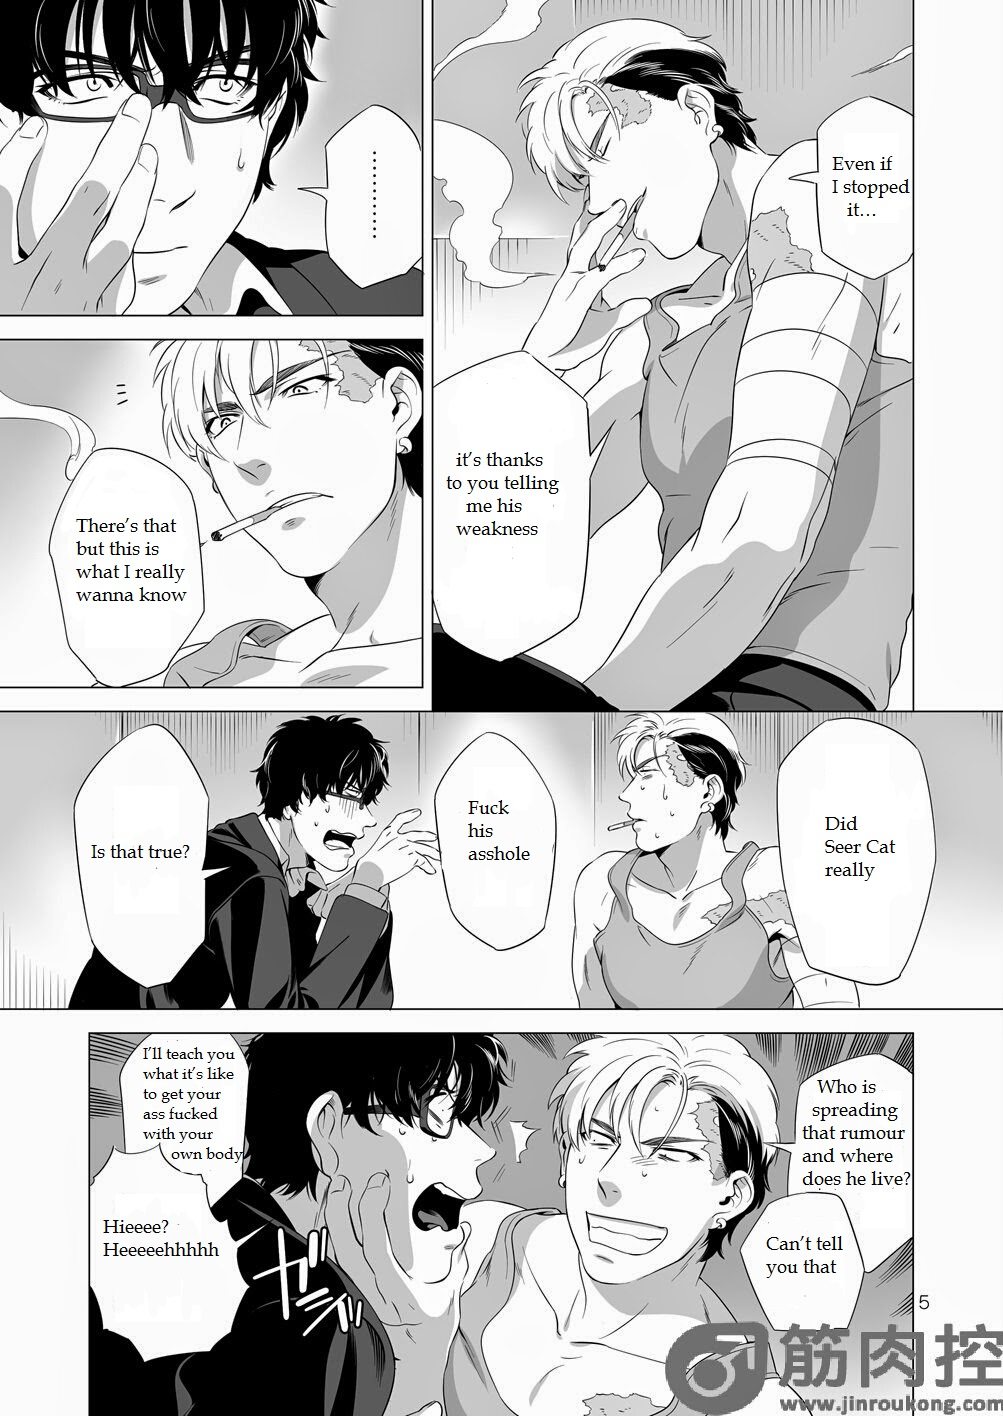 Even if
I stopped
it...
it's thanks
to you telling
me his
weakness
.........
There's that
but this is
what I really
wanna know
Did
Seer Cat
really
Fuck
his
asshole
Is that true?
Who is
spreading
that rumour
and where
does he live?
Can't tell
you that
I'll teach you
what it's like
to get your
ass fucked
with your
own body
Hieeee?
Heeeeehhhhh
ガガガ
5
筋肉控
www.jinroukong.com